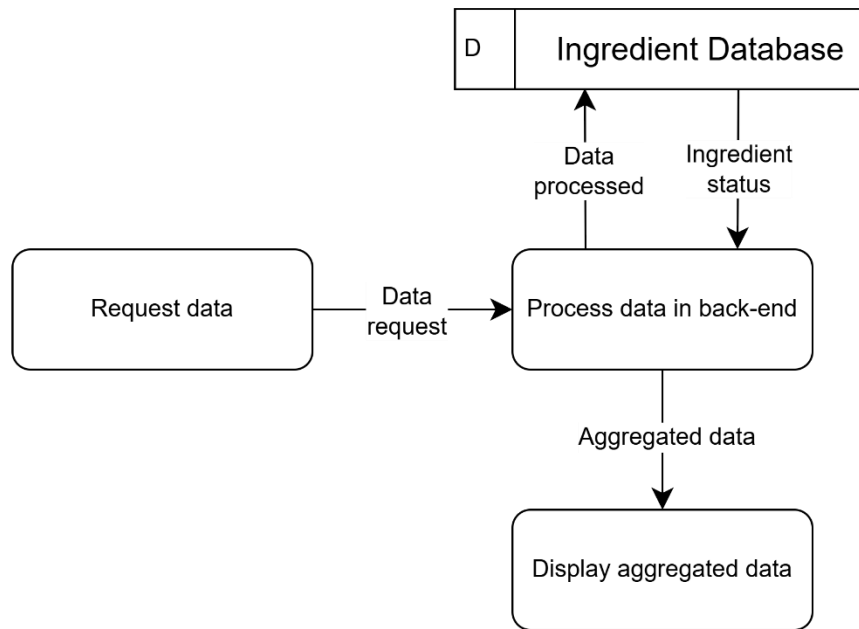 D
Ingredient Database
Data
processed
Ingredient
status
Request data
Data
request
Process data in back-end
Aggregated data
Display aggregated data